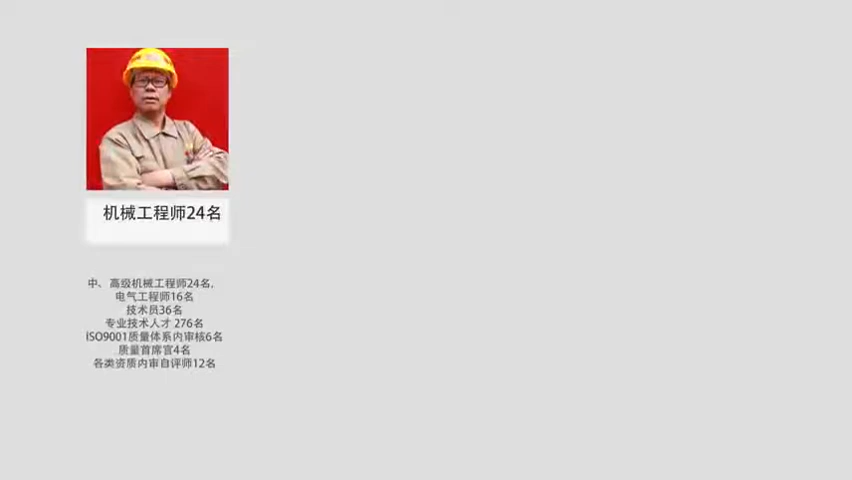 机械工程师24名
中、高级机械工程师24名,
电气工程师16名
技术员36名
专业技术人才 276名
ISO9001质量体系内审核6名
质量首席官4名
各类资质内审自评师12名